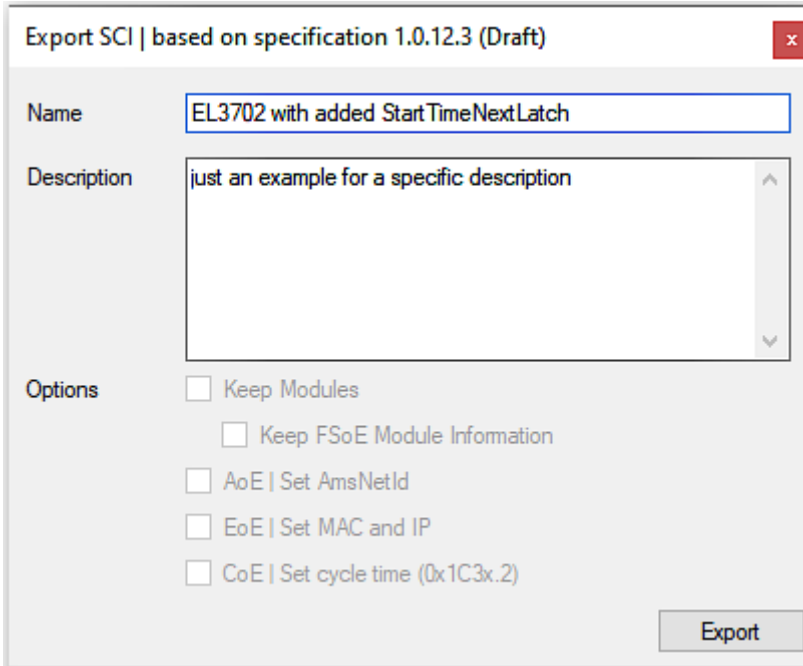 Export SCI | based on specification 1.0.12.3 (Draft)
x
Name
EL3702 with added StartTimeNextLatch
Description
just an example for a specific description
Options
Keep Modules
Keep FSoE Module Information
AoE | Set AmsNetId
EoE | Set MAC and IP
CoE | Set cycle time (0x1C3x.2)
Export